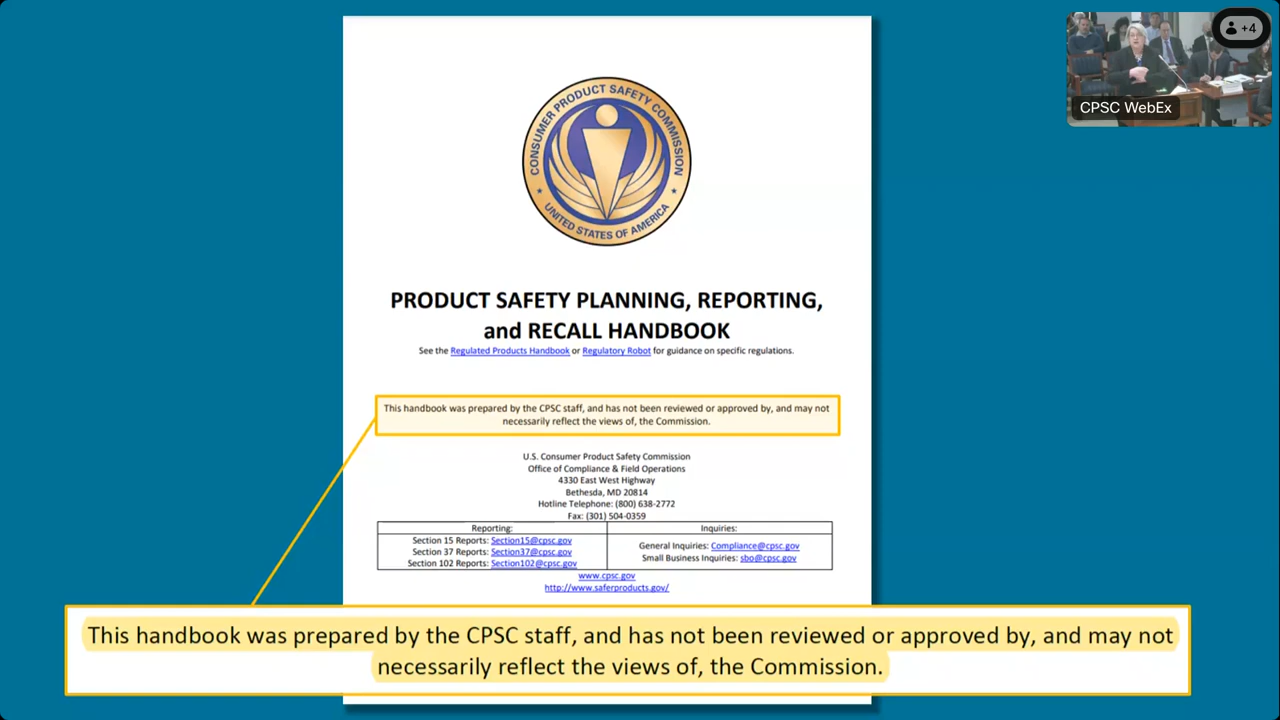 +4
CPSC WebEx
CONSUMER PRODUCT SAFETY COMMISSION
UNITED STATES OF AMERICA
PRODUCT SAFETY PLANNING, REPORTING,
and RECALL HANDBOOK
See the Regulated Products Handbook or Regulatory Robot for guidance on specific regulations.
This handbook was prepared by the CPSC staff, and has not been reviewed or approved by, and may not
necessarily reflect the views of, the Commission.
U.S. Consumer Product Safety Commission
Office of Compliance & Field Operations
4330 East West Highway
Bethesda, MD 20814
Hotline Telephone: (800) 638-2772
Fax: (301) 504-0359
Reporting:
Section 15 Reports: Section15@cpsc.gov
Section 37 Reports: Section37@cpsc.gov
Section 102 Reports: Section102@cpsc.gov
Inquiries:
General Inquiries: Compliance@cpsc.gov
Small Business Inquiries: sbo@cpsc.gov
www.cpsc.gov
http://www.saferproducts.gov/
This handbook was prepared by the CPSC staff, and has not been reviewed or approved by, and may not
necessarily reflect the views of, the Commission.